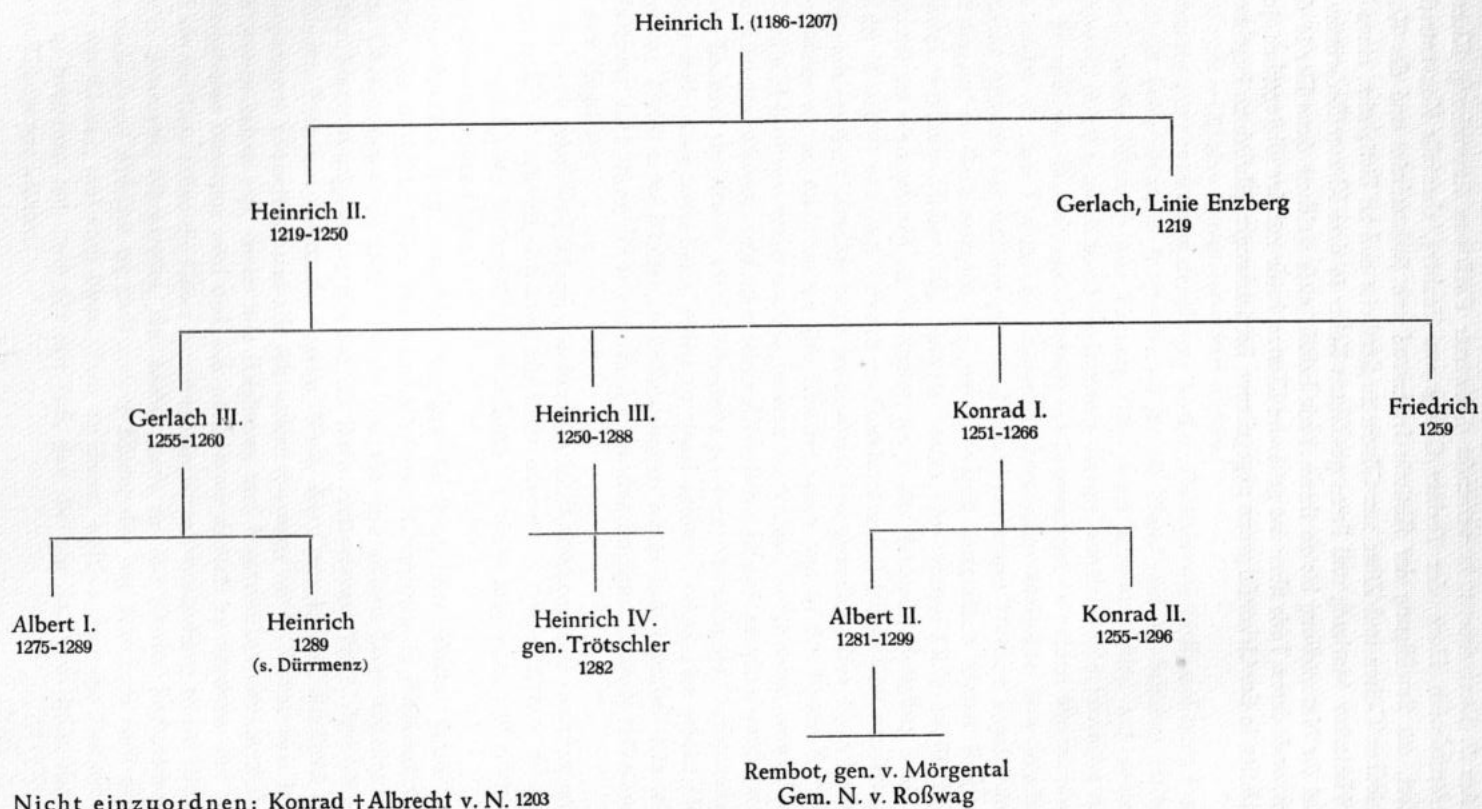 Heinrich I. (1186-1207)
Heinrich II.
1219-1250
Gerlach, Linie Enzberg
1219
Gerlach III.
1255-1260
Heinrich III.
1250-1288
Konrad I.
1251-1266
Friedrich
1259
Albert I.
1275-1289
Heinrich
1289
(s. Dürrmenz)
Heinrich IV.
gen. Trötschler
1282
Albert II.
1281-1299
Konrad II.
1255-1296
Rembot, gen. v. Mörgental
Gem. N. v. Roßwag
Nicht einzuordnen: Konrad †Albrecht v. N. 1203